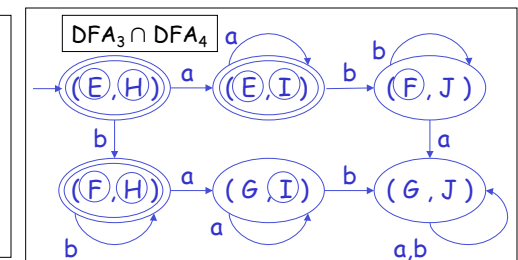 DFA₃ ∩ DFA₄
a
b
(E,H) a (E,I) b (F,J)
b
a
(F,H) a (G,I) b (G,J)
b
a
a,b